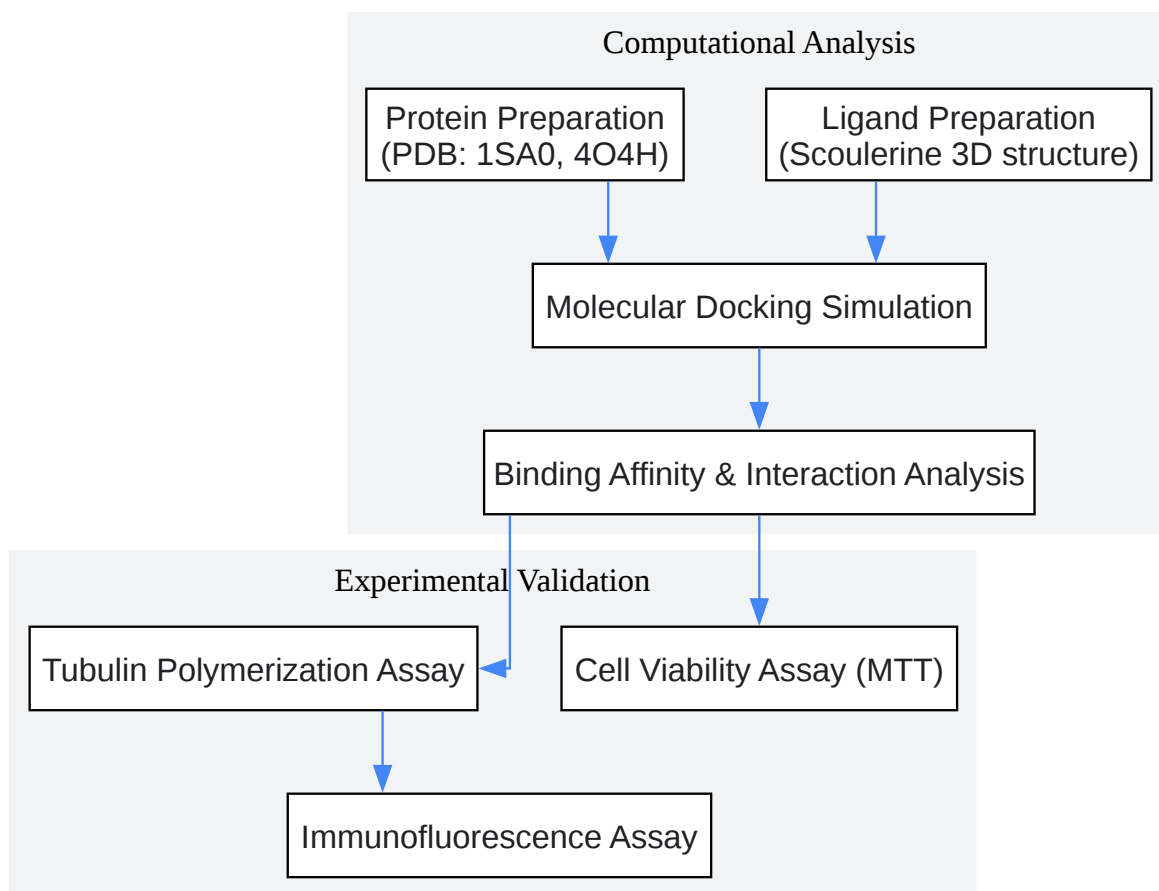 Computational Analysis
Protein Preparation
(PDB: 1SA0, 4O4H)
Ligand Preparation
(Scoulerine 3D structure)
Molecular Docking Simulation
Binding Affinity & Interaction Analysis
Experimental Validation
Tubulin Polymerization Assay
Cell Viability Assay (MTT)
Immunofluorescence Assay